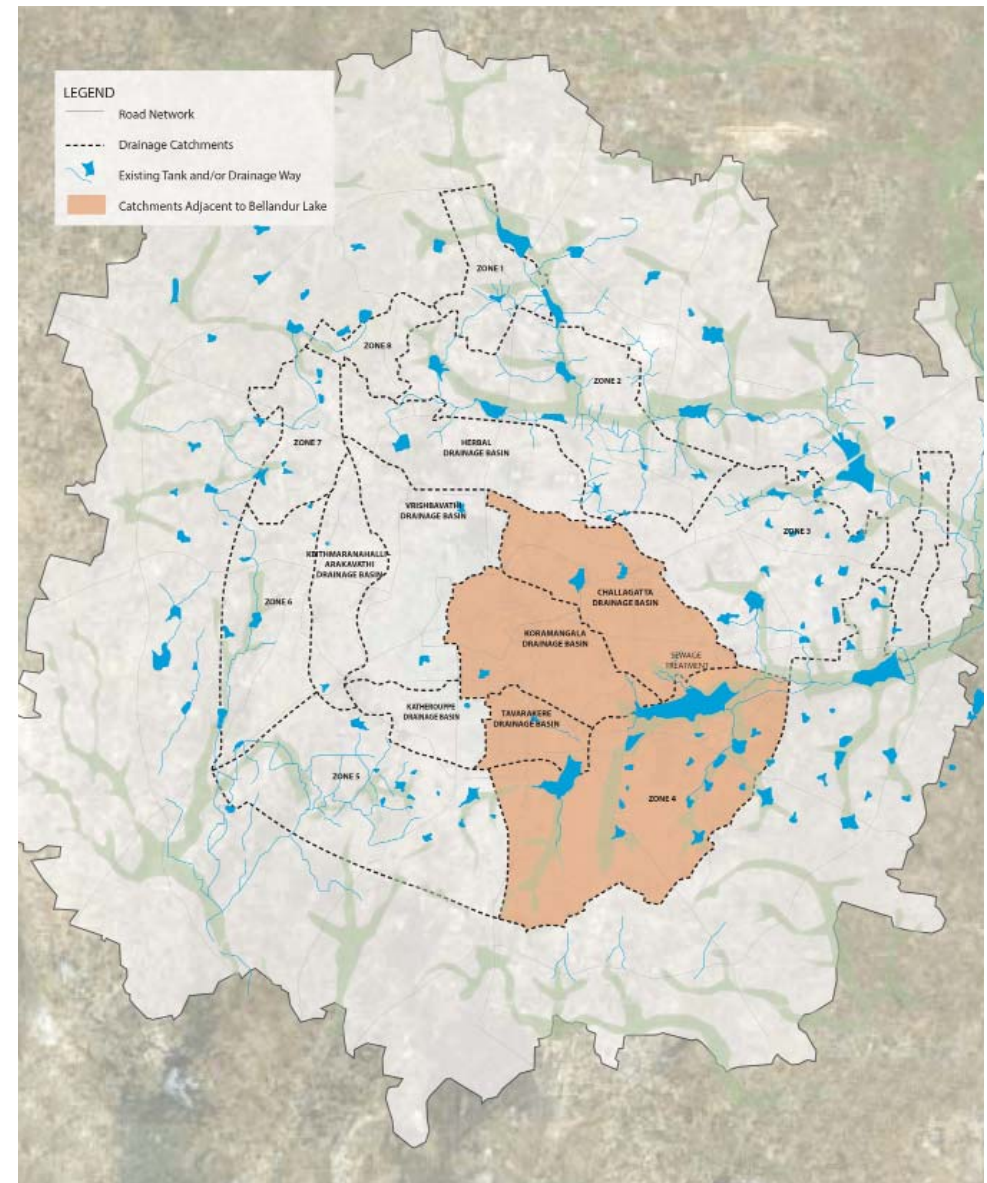 LEGEND
Road Network
Drainage Catchments
Existing Tank and/or Drainage Way
Catchments Adjacent to Bellandur Lake
ZONE 1
ZONE 8
ZONE 2
ZONE 7
HERBAL
DRAINAGE BASIN
VRISHBAVATHI
DRAINAGE BASIN
ZONE 3
ARAKAVATHI
DRAINAGE BASIN
CHALLAGATTA
DRAINAGE BASIN
ZONE 6
KORAMANGALA
DRAINAGE BASIN
SEWAGE
TREATMENT
KATHEROUPPE
DRAINAGE BASIN
TAVARAKERE
DRAINAGE BASIN
ZONE 5
ZONE 4